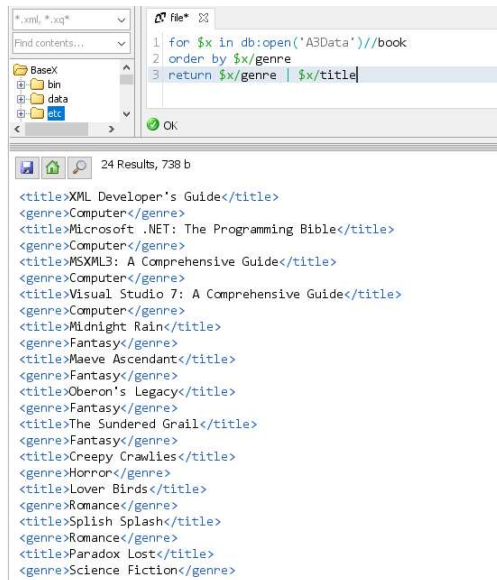 *.xml, *.xq*
Find contents...
BaseX
bin
data
etc
file*
1 for $x in db:open('A3Data')//book
2 order by $x/genre
3 return $x/genre | $x/title
OK
24 Results, 738 b
<title>XML Developer's Guide</title>
<genre>Computer</genre>
<title>Microsoft .NET: The Programming Bible</title>
<genre>Computer</genre>
<title>MSXML3: A Comprehensive Guide</title>
<genre>Computer</genre>
<title>Visual Studio 7: A Comprehensive Guide</title>
<genre>Computer</genre>
<title>Midnight Rain</title>
<genre>Fantasy</genre>
<title>Maeve Ascendant</title>
<genre>Fantasy</genre>
<title>Oberon's Legacy</title>
<genre>Fantasy</genre>
<title>The Sundered Grail</title>
<genre>Fantasy</genre>
<title>Creepy Crawlies</title>
<genre>Horror</genre>
<title>Lover Birds</title>
<genre>Romance</genre>
<title>Splish Splash</title>
<genre>Romance</genre>
<title>Paradox Lost</title>
<genre>Science Fiction</genre>